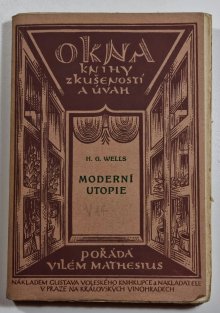 OKNA
KNIHY
ZKUŠENOSTÍ
A ÚVAH
H. G. WELLS
MODERNÍ
UTOPIE
POŘÁDÁ
VILÉM MATHESIUS
NÁKLADEM GUSTAVA VOLESKÉHO KNIHKUPCE A NAKLADATELE
V PRAZE NA KRÁLOVSKÝCH VINOHRADECH